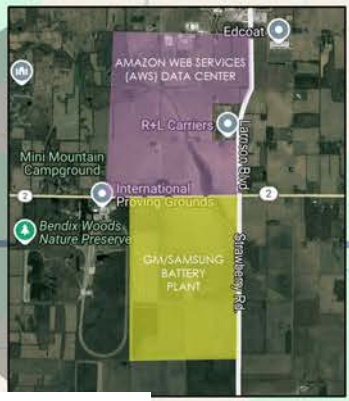 Edcoat
AMAZON WEB SERVICES
(AWS) DATA CENTER
R+L Carriers
Larrison Blvd
Mini Mountain
Campground
2
International
Proving Grounds
2
Bendix Woods
Nature Preserve
Strawberry Rd.
GM/SAMSUNG
BATTERY
PLANT